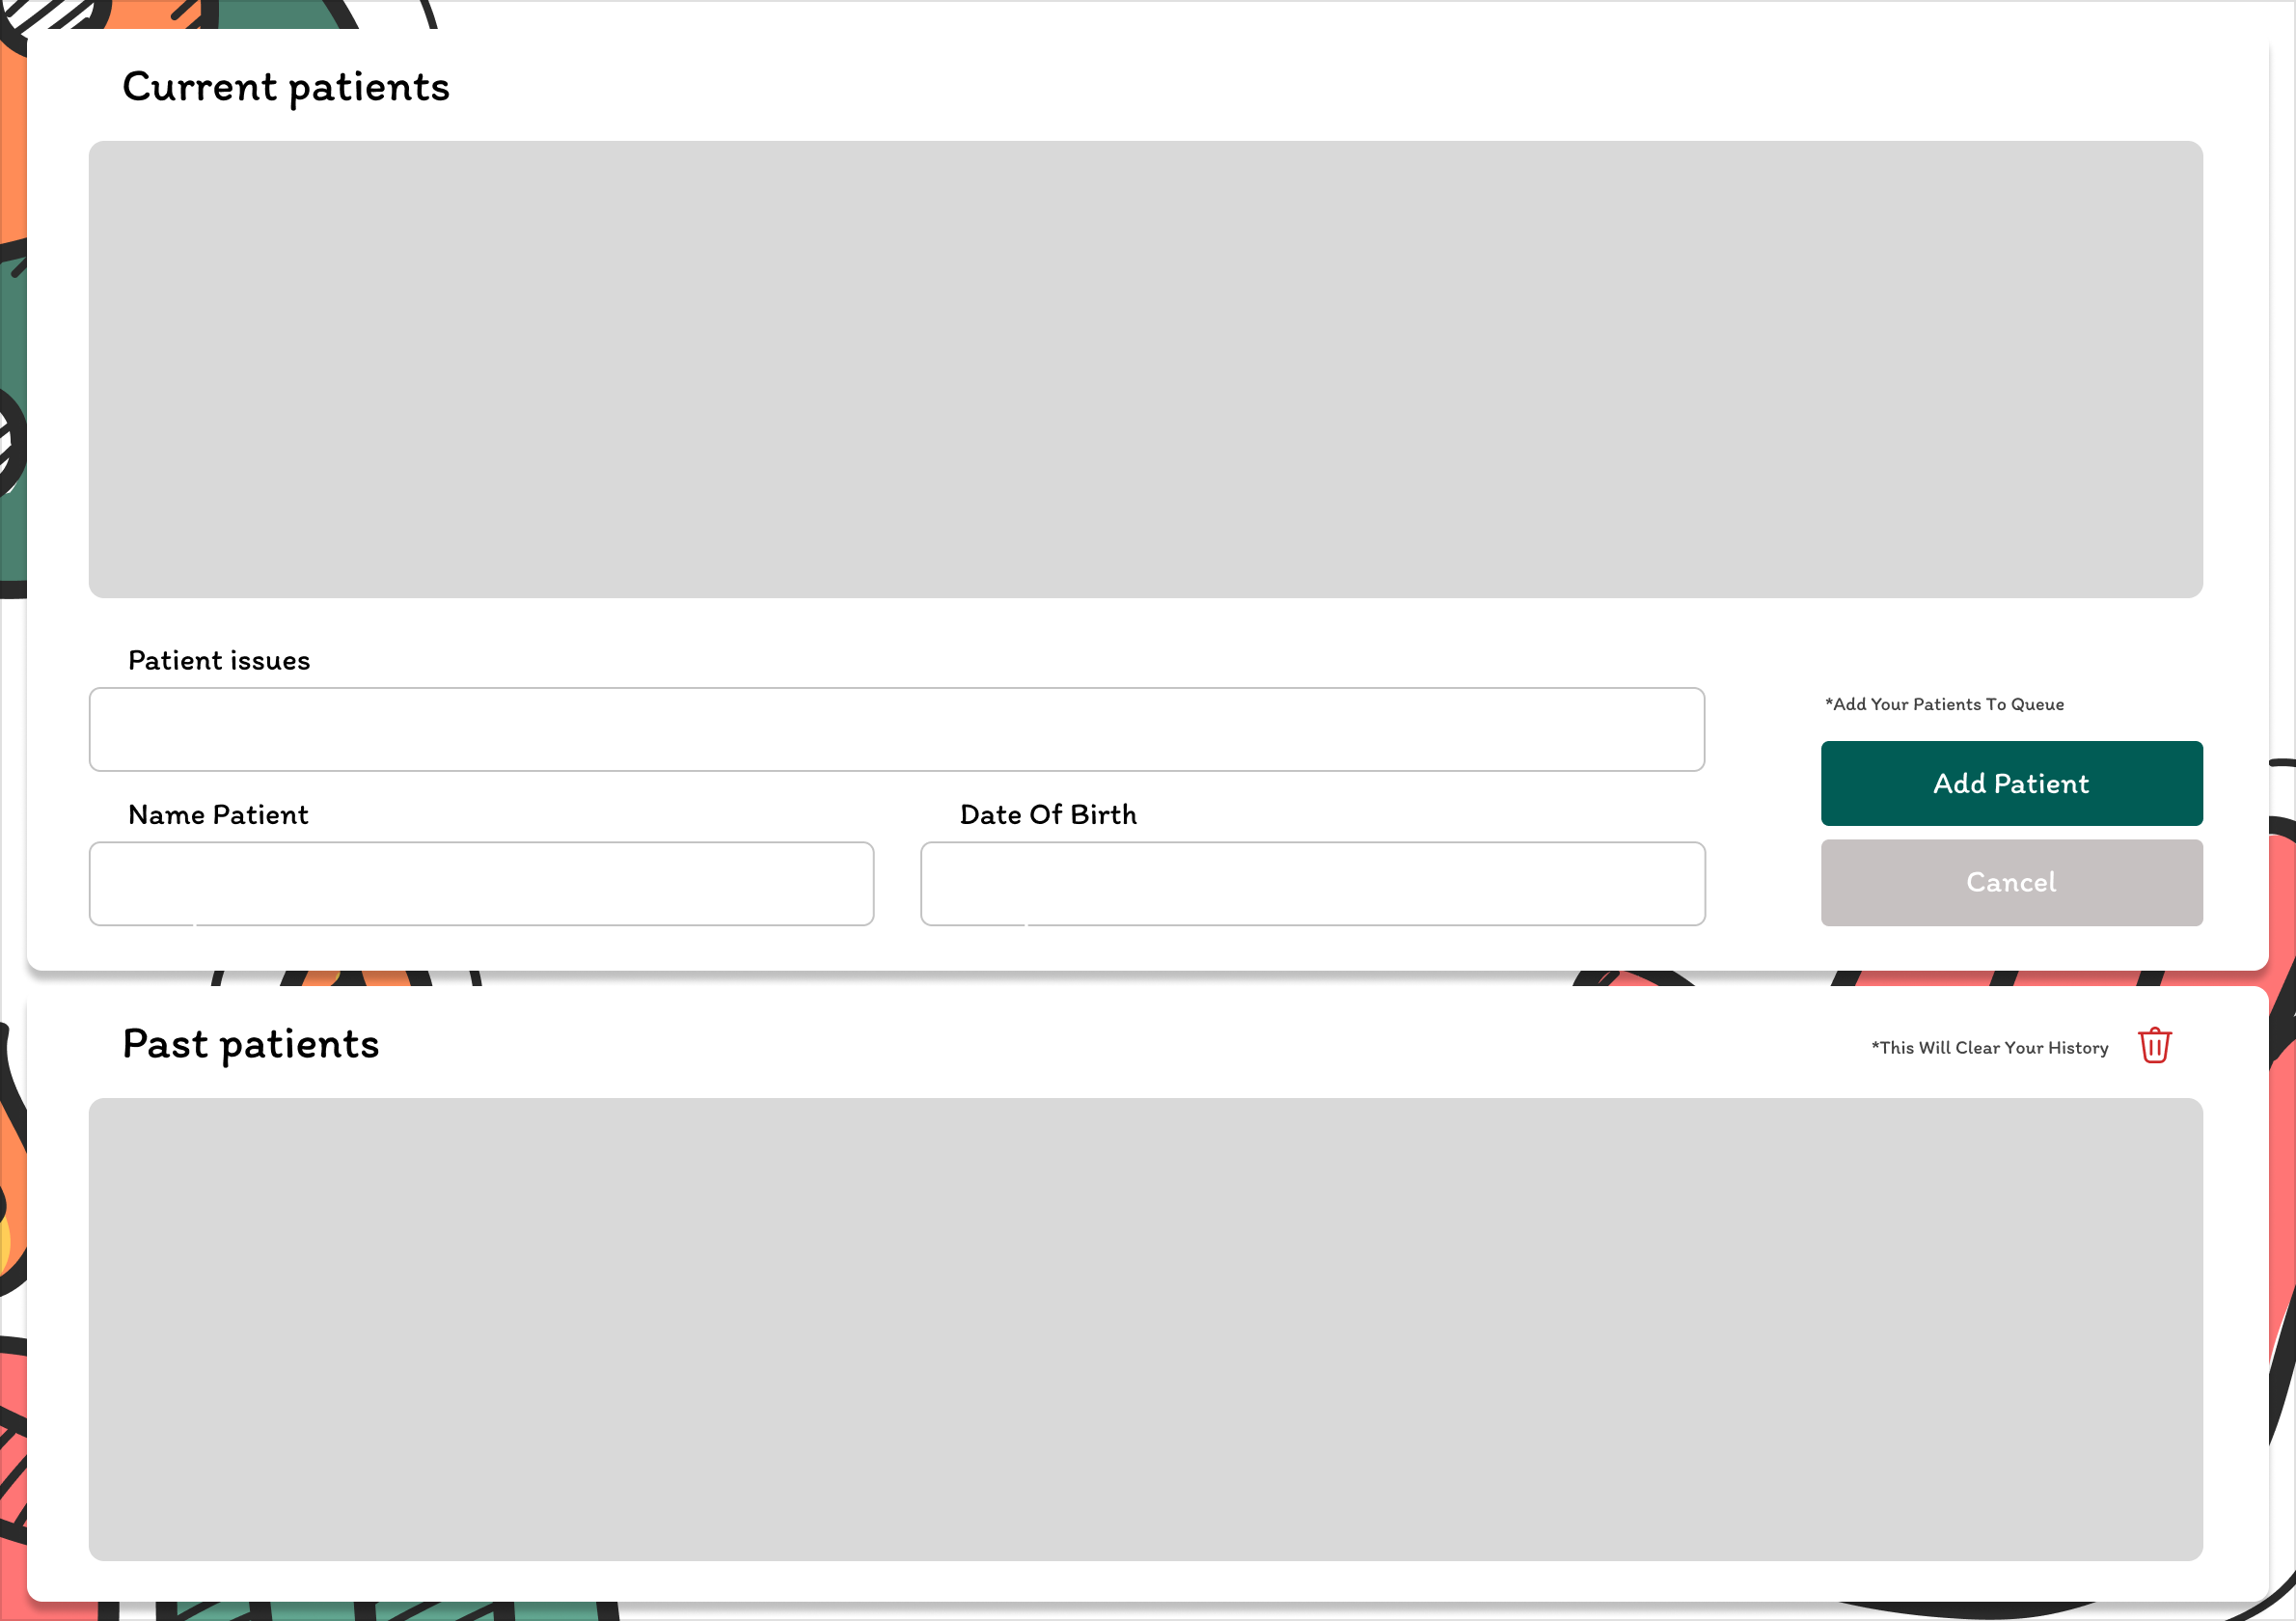 Current patients
Patient issues
*Add Your Patients To Queue
Add Patient
Name Patient
Date Of Birth
Cancel
Past patients
*This Will Clear Your History